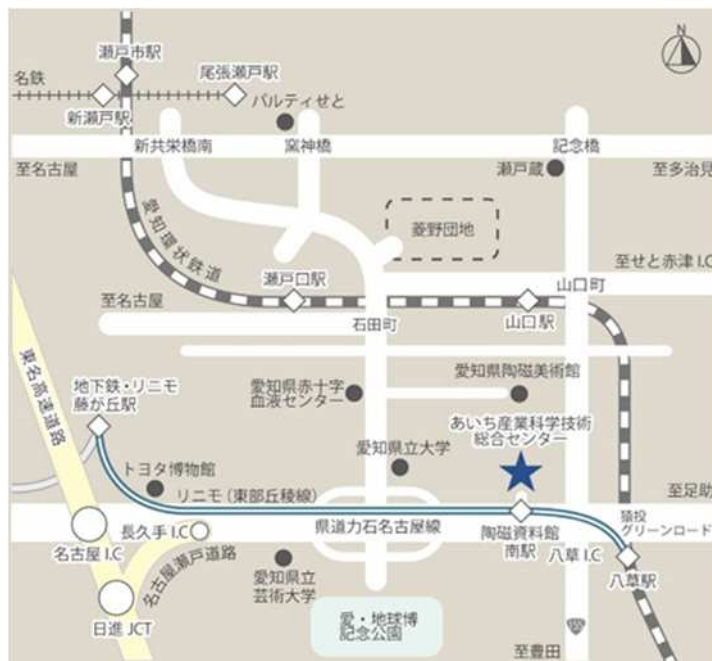 瀬戸市駅
名鉄
尾張瀬戸駅
新瀬戸駅
パルティせと
新共栄橋南
窯神橋
記念橋
至名古屋
瀬戸蔵
至多治見
愛知環状鉄道
菱野団地
瀬戸口駅
至せと赤津I.C
山口町
至名古屋
石田町
山口駅
東名高速道路
地下鉄・リニモ
藤が丘駅
愛知県赤十字
血液センター
愛知県陶磁美術館
あいち産業科学技術
総合センター
愛知県立大学
トヨタ博物館
リニモ(東部丘稜線)
至足助
長久手I.C
県道力石名古屋線
猿投
グリーンロード
名古屋I.C
陶磁資料館
南駅
八草I.C
八草駅
名古屋瀬戸道路
愛知県立
芸術大学
日進JCT
愛・地球博
記念公園
至豊田